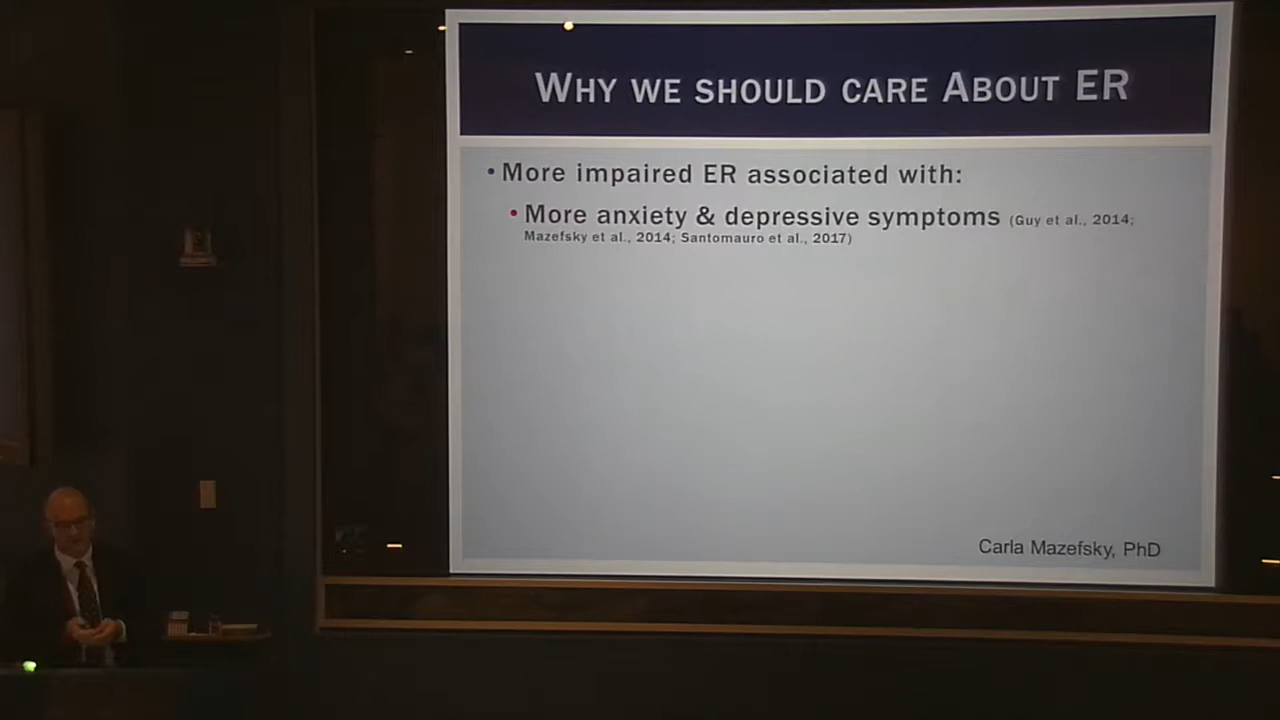 WHY WE SHOULD CARE ABOUT ER
• More impaired ER associated with:
• More anxiety & depressive symptoms (Guy et al., 2014;
Mazefsky et al., 2014; Santomauro et al., 2017)
Carla Mazefsky, PhD